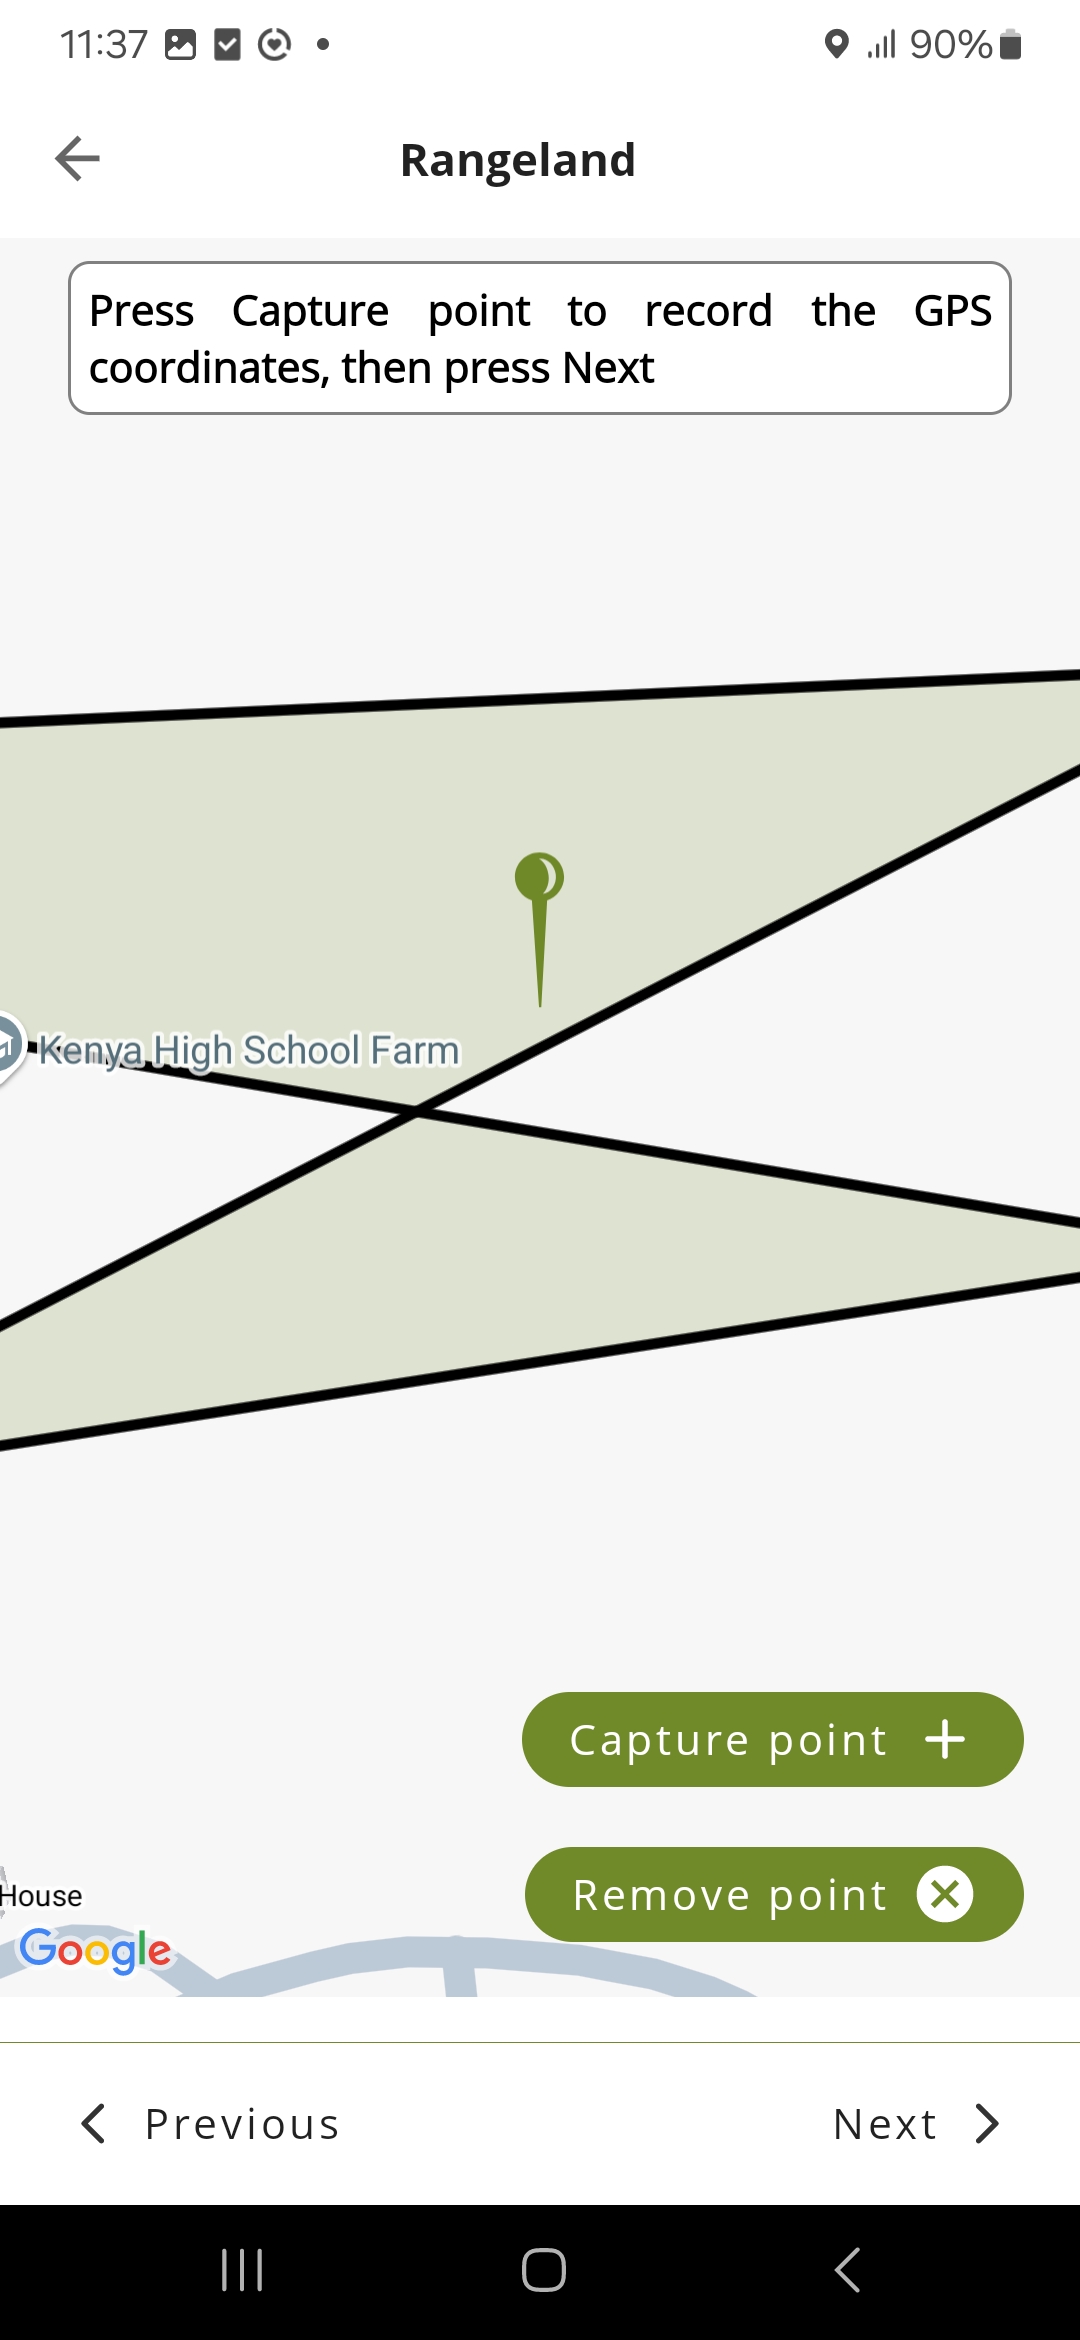 11:37
90%
Rangeland
Press Capture point to record the GPS
coordinates, then press Next
Kenya High School Farm
Capture point
Remove point
House
Google
Previous
Next